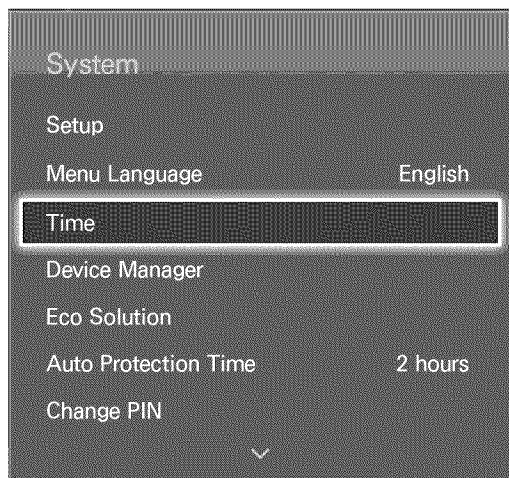 System
Setup
Menu Language English
Time
Device Manager
Eco Solution
Auto Protection Time 2 hours
Change PIN